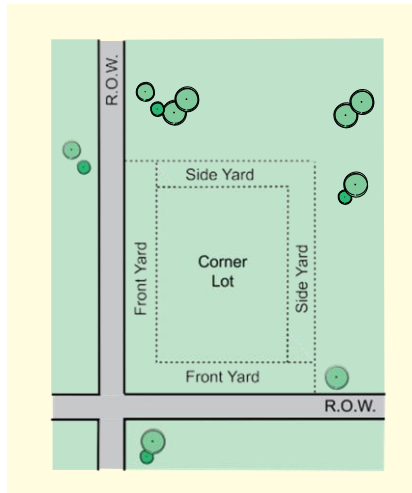 R.O.W.
Side Yard
Front Yard
Corner
Lot
Side Yard
Front Yard
R.O.W.